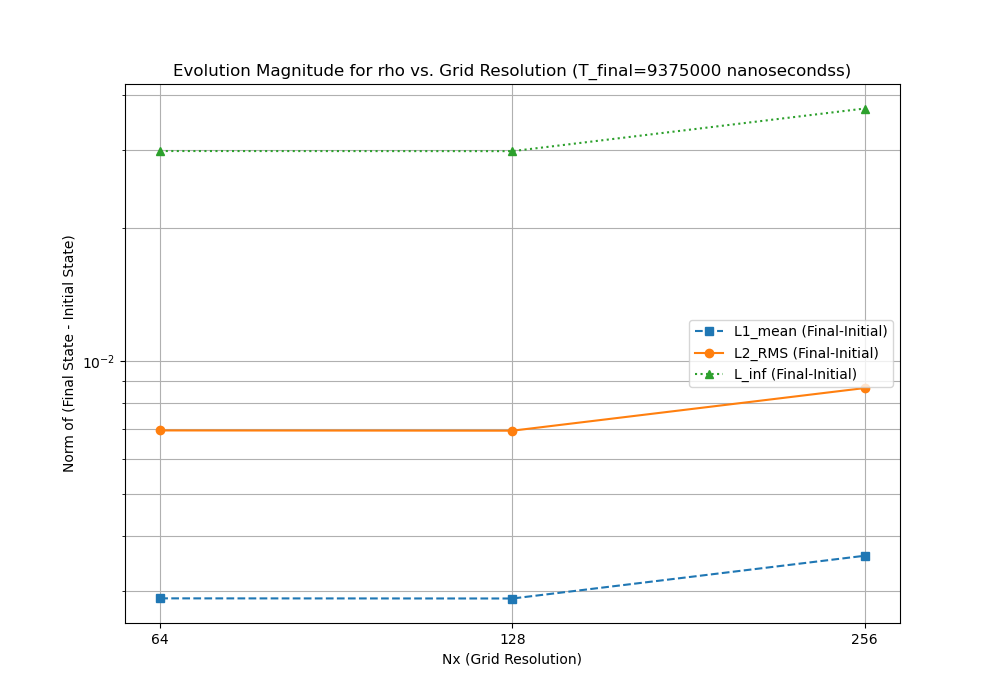 Evolution Magnitude for rho vs. Grid Resolution (T_final=9375000 nanosecondss)
Norm of (Final State - Initial State)
10⁻²
L1_mean (Final-Initial)
L2_RMS (Final-Initial)
L_inf (Final-Initial)
64
128
256
Nx (Grid Resolution)